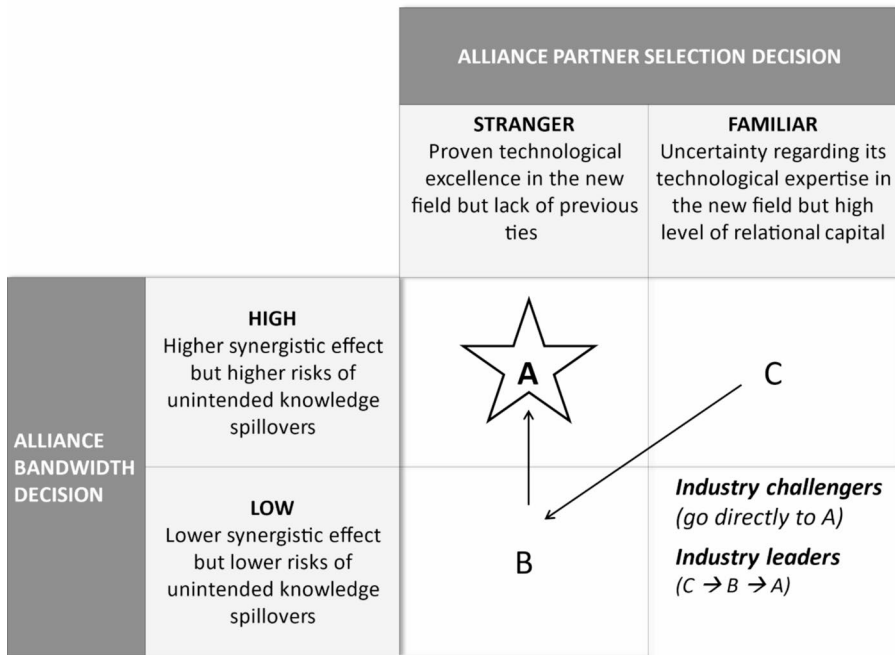 ALLIANCE PARTNER SELECTION DECISION
STRANGER
Proven technological
excellence in the new
field but lack of previous
ties
FAMILIAR
Uncertainty regarding its
technological expertise in
the new field but high
level of relational capital
ALLIANCE
BANDWIDTH
DECISION
HIGH
Higher synergistic effect
but higher risks of
unintended knowledge
spillovers
A
C
LOW
Lower synergistic effect
but lower risks of
unintended knowledge
spillovers
B
Industry challengers
(go directly to A)
Industry leaders
(C → B → A)